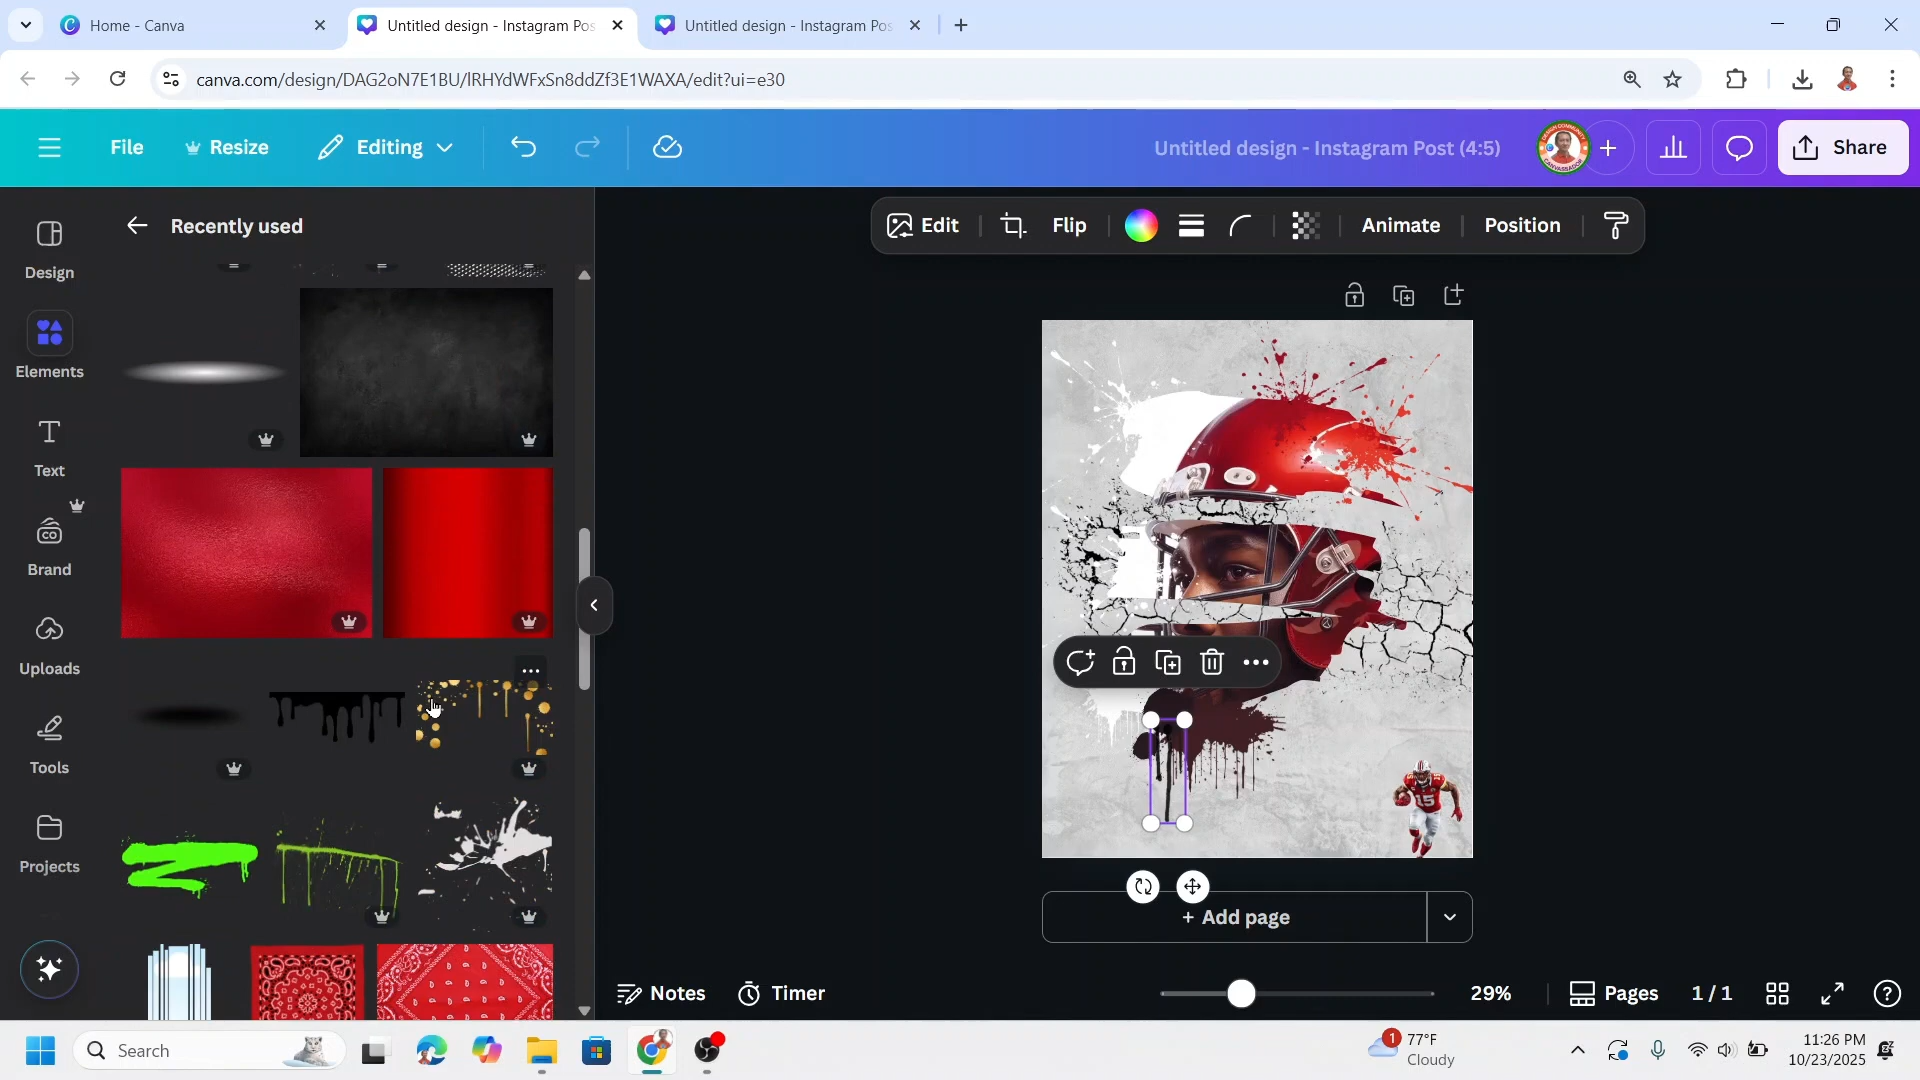 Home - Canva
Untitled design - Instagram Pos
Untitled design - Instagram Pos
canva.com/design/DAG2oN7E1BU/lRHYdWFxSn8ddZf3E1WAXA/edit?ui=e30
File
Resize
Editing
Untitled design - Instagram Post (4:5)
Share
Design
Elements
Text
Brand
Uploads
Tools
Projects
Recently used
Edit
Flip
Animate
Position
15
+ Add page
Notes
Timer
29%
Pages
1 / 1
Search
1
77°F
Cloudy
11:26 PM
10/23/2025